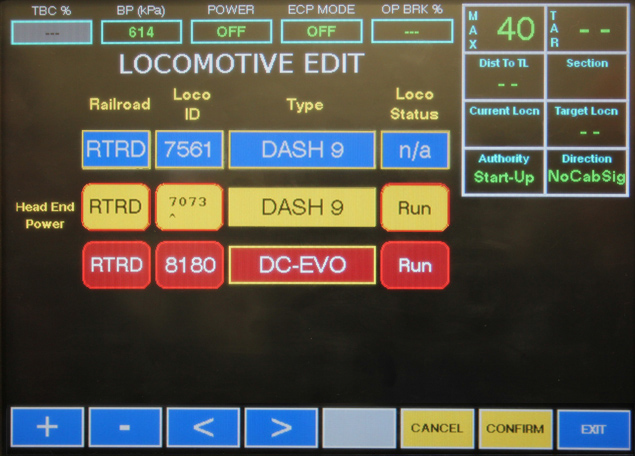 TBC % BP (kPa) POWER ECP MODE OP BRK %
--- 614 OFF OFF ---
MAX 40 TAR - -
LOCOMOTIVE EDIT
Dist To TL Section
- -
Railroad Loco ID Type Loco Status
Current Locn Target Locn
- -
RTRD 7561 DASH 9 n/a
Authority Direction
Start-Up NoCabSig
Head End Power
RTRD 7073 DASH 9 Run
^
RTRD 8180 DC-EVO Run
+ - < > CANCEL CONFIRM EXIT